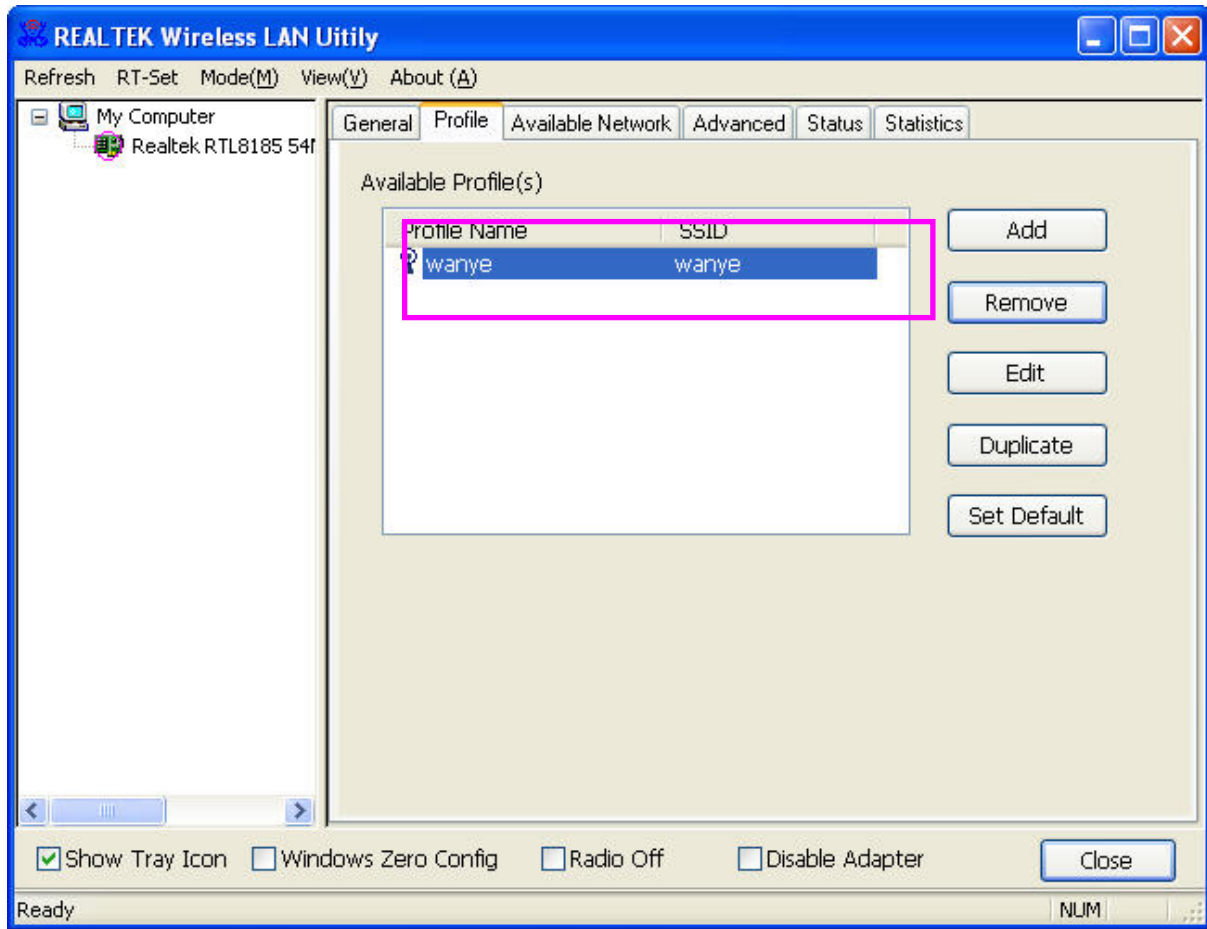 REALTEK Wireless LAN Uitily
Refresh RT-Set Mode(M) View(V) About (A)
My Computer
Realtek RTL8185 54M
General Profile Available Network Advanced Status Statistics
Available Profile(s)
Profile Name SSID
wanye wanye
Add
Remove
Edit
Duplicate
Set Default
Show Tray Icon Windows Zero Config Radio Off Disable Adapter Close
Ready NUM